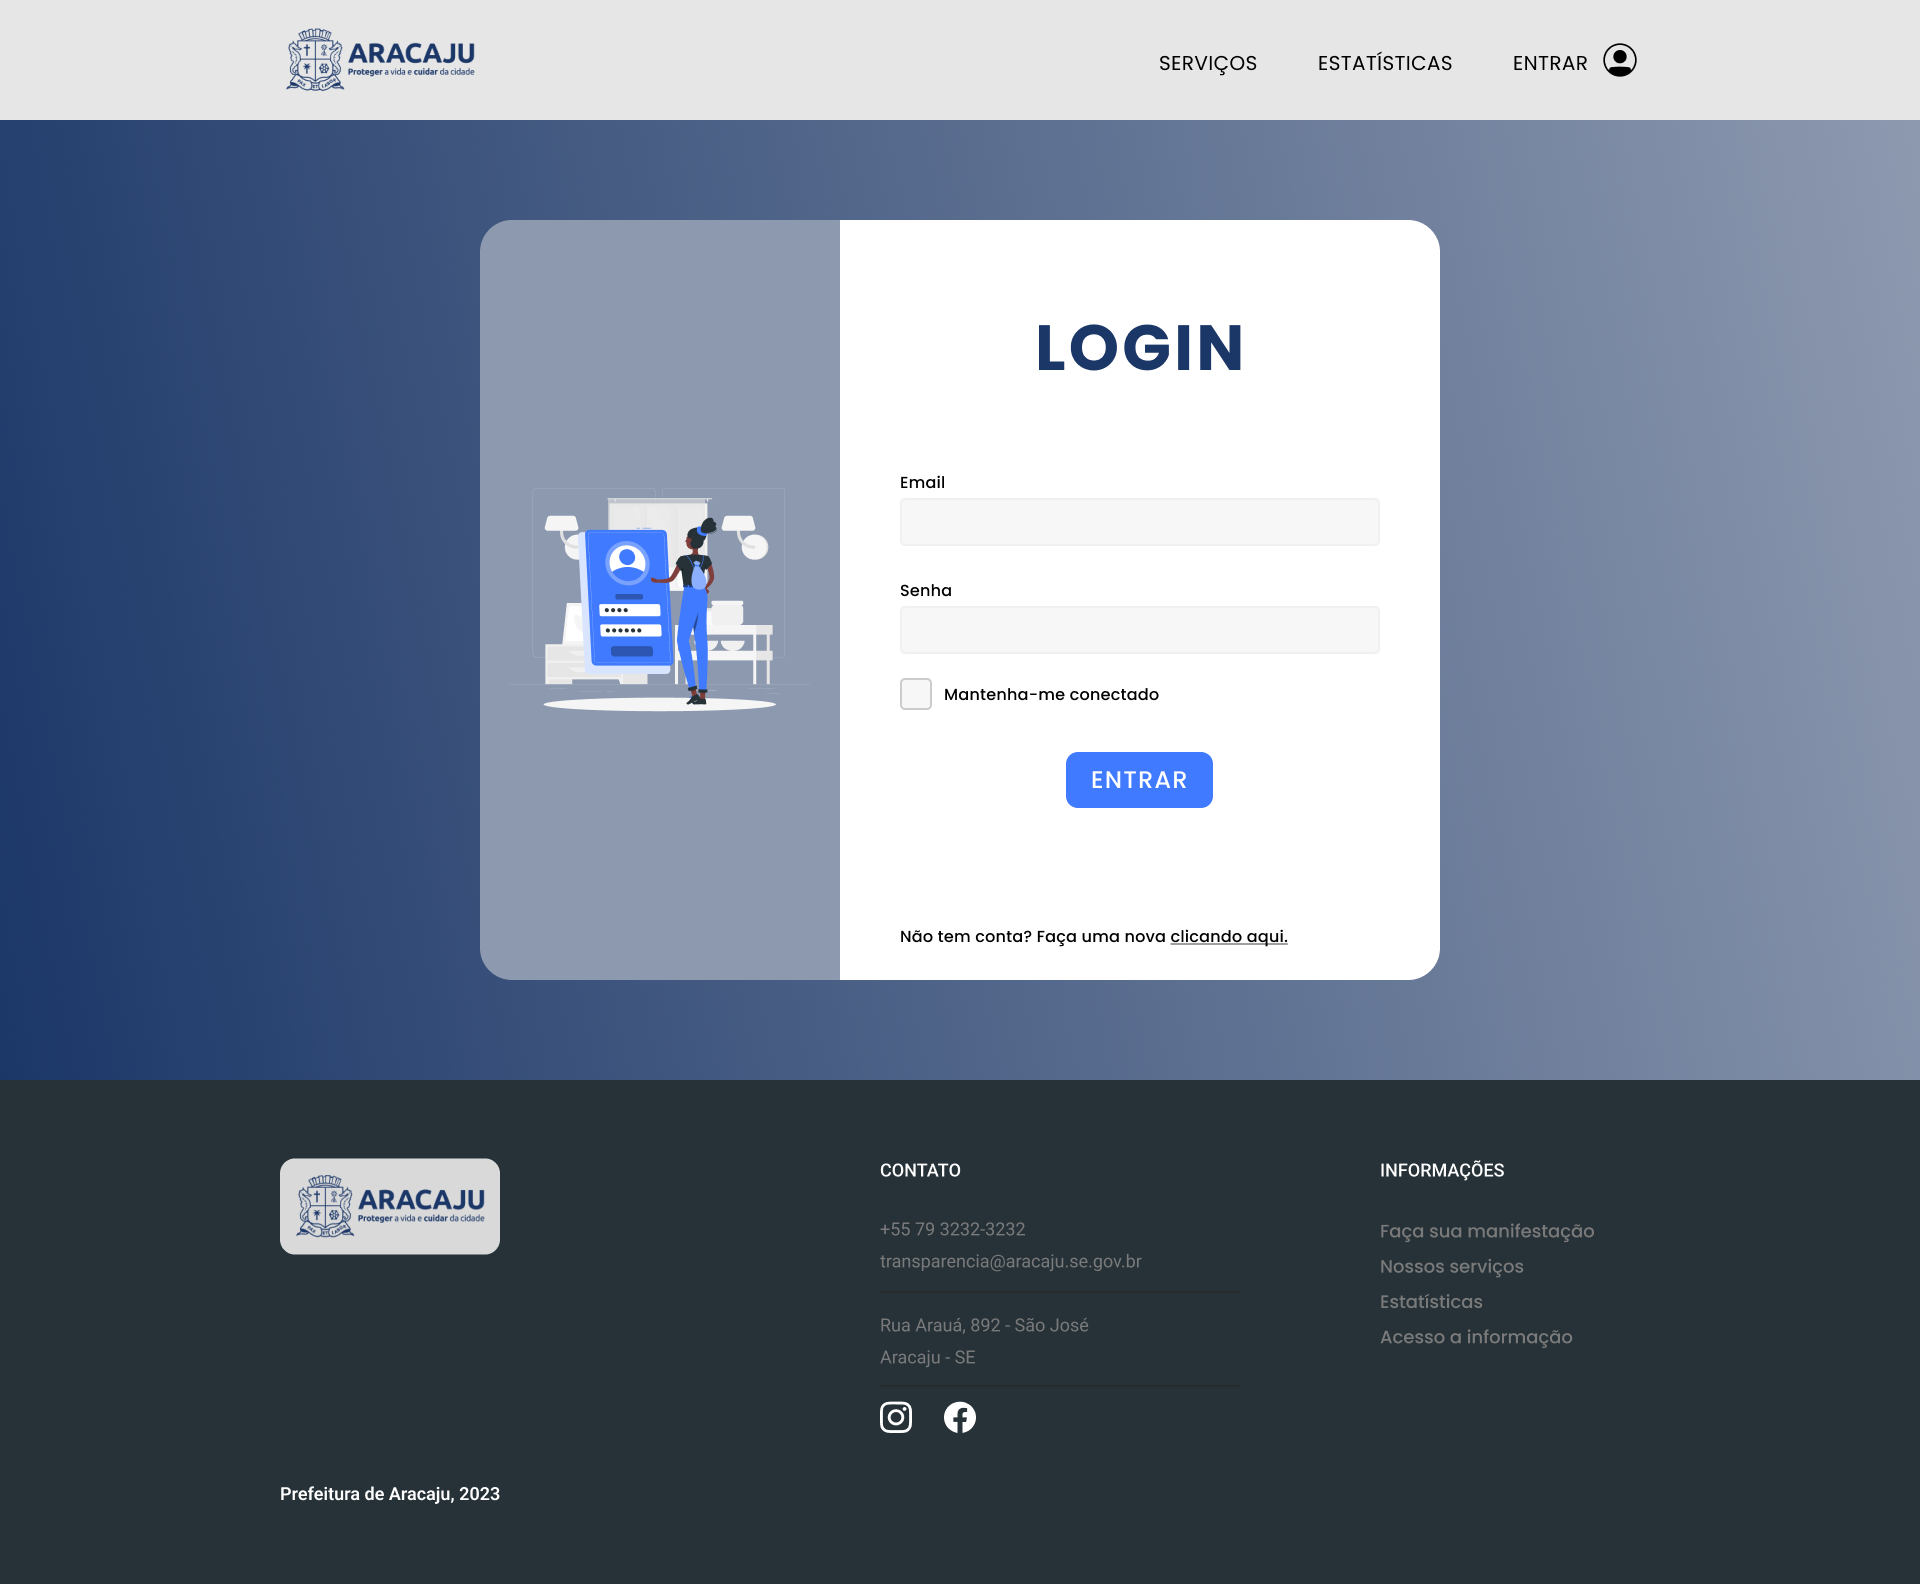 ARACAJU
Proteger a vida e cuidar da cidade
SERVIÇOS
ESTATÍSTICAS
ENTRAR
LOGIN
Email
Senha
Mantenha-me conectado
ENTRAR
Não tem conta? Faça uma nova clicando aqui.
ARACAJU
Proteger a vida e cuidar da cidade
Prefeitura de Aracaju, 2023
CONTATO
+55 79 3232-3232
transparencia@aracaju.se.gov.br
Rua Arauá, 892 - São José
Aracaju - SE
INFORMAÇÕES
Faça sua manifestação
Nossos serviços
Estatísticas
Acesso a informação